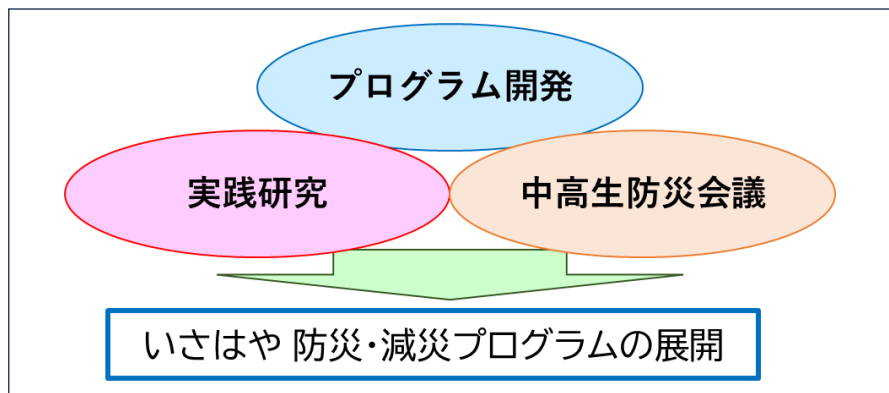 プログラム開発
実践研究
中高生防災会議
いさはや 防災・減災プログラムの展開